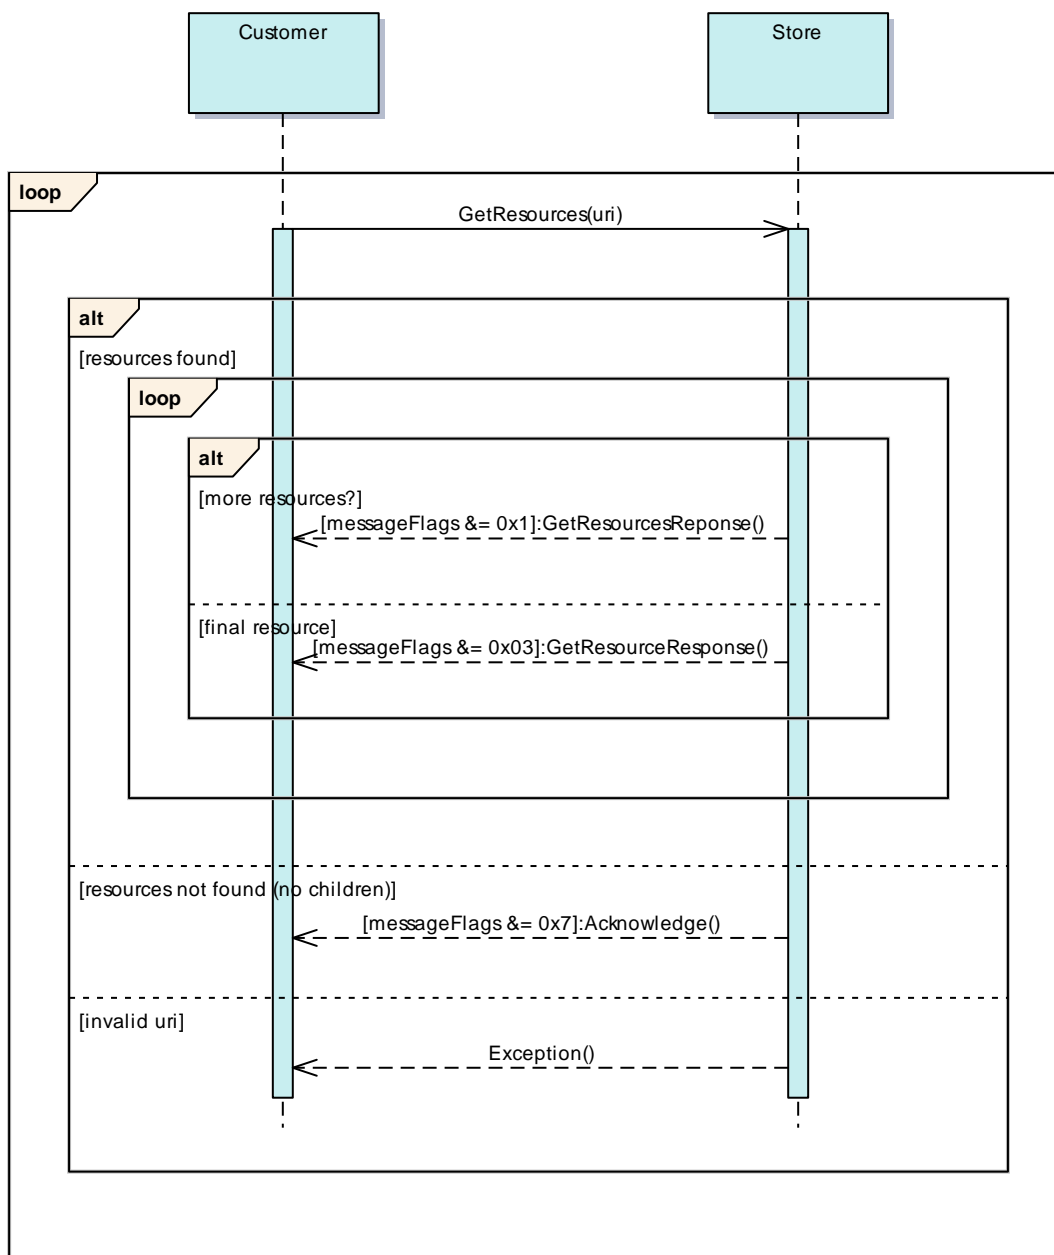 Customer
Store
loop
GetResources(uri)
alt
[resources found]
loop
alt
[more resources?]
[messageFlags &= 0x1]:GetResourcesReponse()
[final resource]
[messageFlags &= 0x03]:GetResourceResponse()
[resources not found (no children)]
[messageFlags &= 0x7]:Acknowledge()
[invalid uri]
Exception()